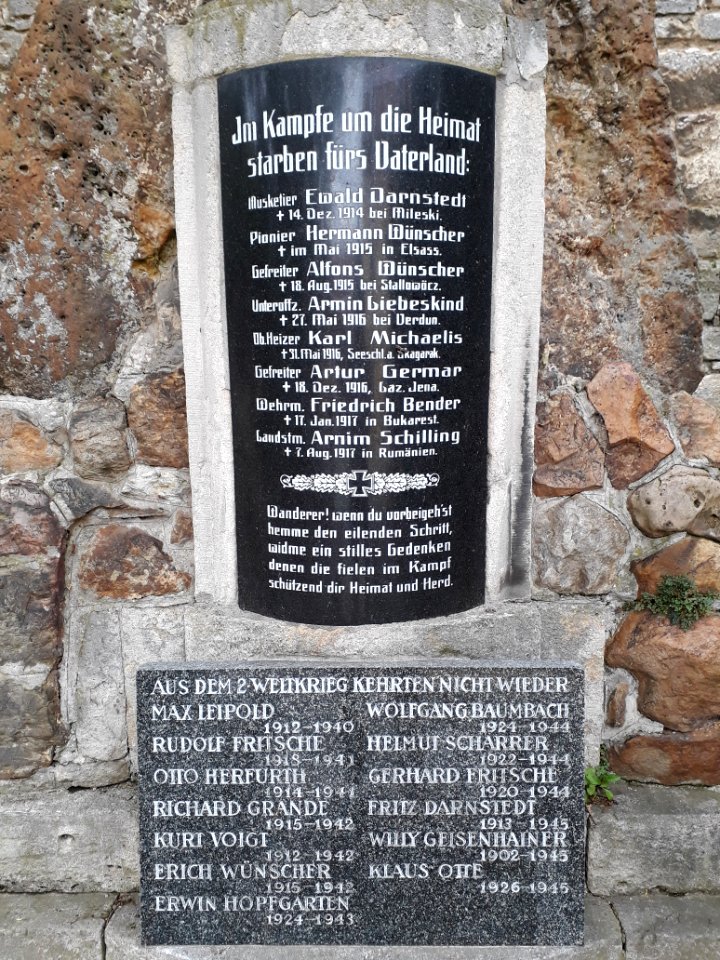 Im Kampfe um die Heimat
starben fürs Vaterland:
Muskelier Ewald Darnstedt
† 14. Dez. 1914 bei Mileski.
Pionier Hermann Wünscher
† im Mai 1915 in Elsass.
Gefreiter Alfons Wünscher
† 18. Aug. 1915 bei Stallowócz.
Unteroffz. Armin Liebeskind
† 27. Mai 1916 bei Verdun.
Ob. Heizer Karl Michaelis
† 31. Mai 1916, Seeschl. a. Skagarak.
Gefreiter Artur Germar
† 18. Dez. 1916, Laz. Jena.
Wehrm. Friedrich Bender
† 17. Jan. 1917 in Bukarest.
Landstm. Arnim Schilling
† 7. Aug. 1917 in Rumänien.
Wanderer! wenn du vorbeigeh'st
hemme den eilenden Schritt,
widme ein stilles Gedenken
denen die fielen im Kampf
schützend dir Heimat und Herd.
AUS DEM 2. WELTKRIEG KEHRTEN NICHT WIEDER
MAX LEIPOLD
1912-1940
RUDOLF FRITSCHE
1918-1941
OTTO HERFURTH
1914-1941
RICHARD GRANDE
1915-1942
KURT VOIGT
1912-1942
ERICH WÜNSCHER
1915-1942
ERWIN HOPFGARTEN
1924-1943
WOLFGANG BAUMBACH
1924-1944
HELMUT SCHARRER
1922-1944
GERHARD FRITSCHE
1920-1944
FRITZ DARNSTEDT
1913-1945
WILLY GEISENHAINER
1902-1945
KLAUS OTTE
1926-1945